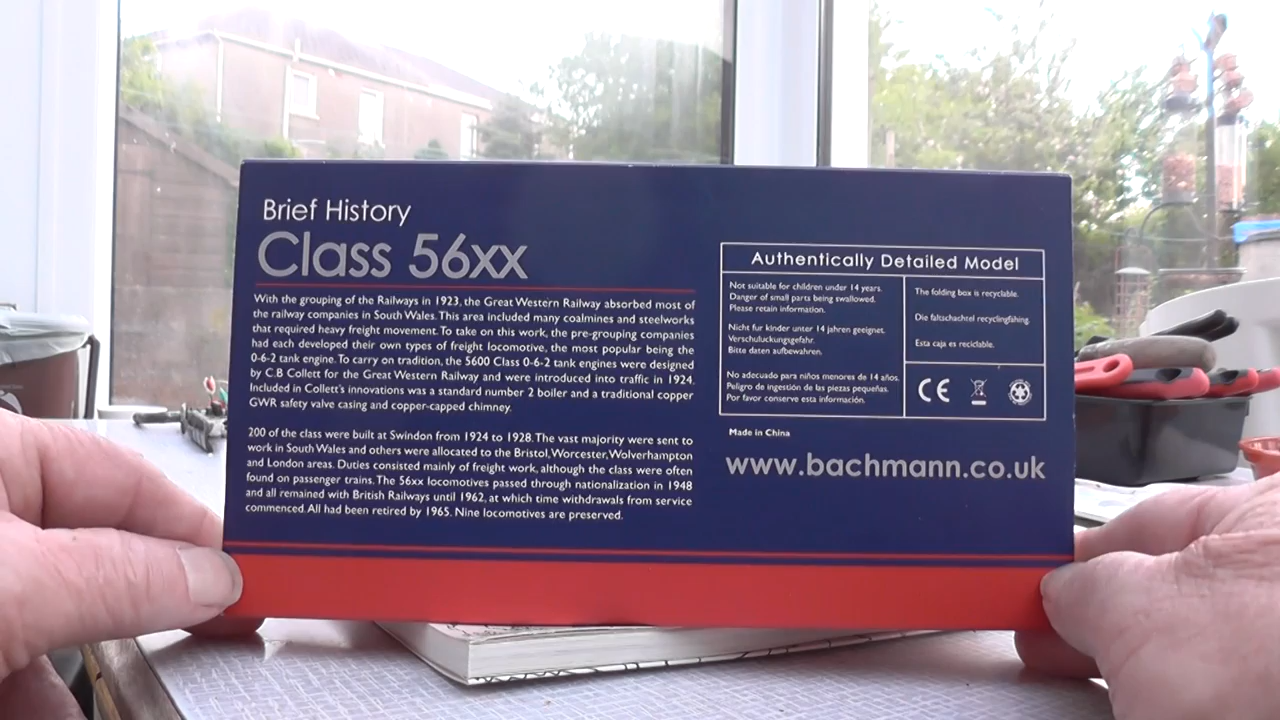 Brief History
Class 56xx
With the grouping of the Railways in 1923, the Great Western Railway absorbed most of
the railway companies in South Wales. This area included many coalmines and steelworks
that required heavy freight movement. To take on this work, the pre-grouping companies
had each developed their own types of freight locomotive, the most popular being the
0-6-2 tank engine. To carry on tradition, the 5600 Class 0-6-2 tank engines were designed
by C.B Collett for the Great Western Railway and were introduced into traffic in 1924.
Included in Collett's innovations was a standard number 2 boiler and a traditional copper
GWR safety valve casing and copper-capped chimney.
200 of the class were built at Swindon from 1924 to 1928. The vast majority were sent to
work in South Wales and others were allocated to the Bristol, Worcester, Wolverhampton
and London areas. Duties consisted mainly of freight work, although the class were often
found on passenger trains. The 56xx locomotives passed through nationalization in 1948
and all remained with British Railways until 1962, at which time withdrawals from service
commenced. All had been retired by 1965. Nine locomotives are preserved.
Authentically Detailed Model
Not suitable for children under 14 years.
Danger of small parts being swallowed.
Please retain information.
Nicht fur kinder unter 14 jahren geeignet.
Verschuluckungsgefahr.
Bitte daten aufbewahren.
No adecuado para niños menores de 14 años.
Peligro de ingestión de las piezas pequeñas.
Por favor conserve esta información.
The folding box is recyclable.
Die faltschachtel recyclingfähing.
Esta caja es reciclable.
CE
Made in China
www.bachmann.co.uk